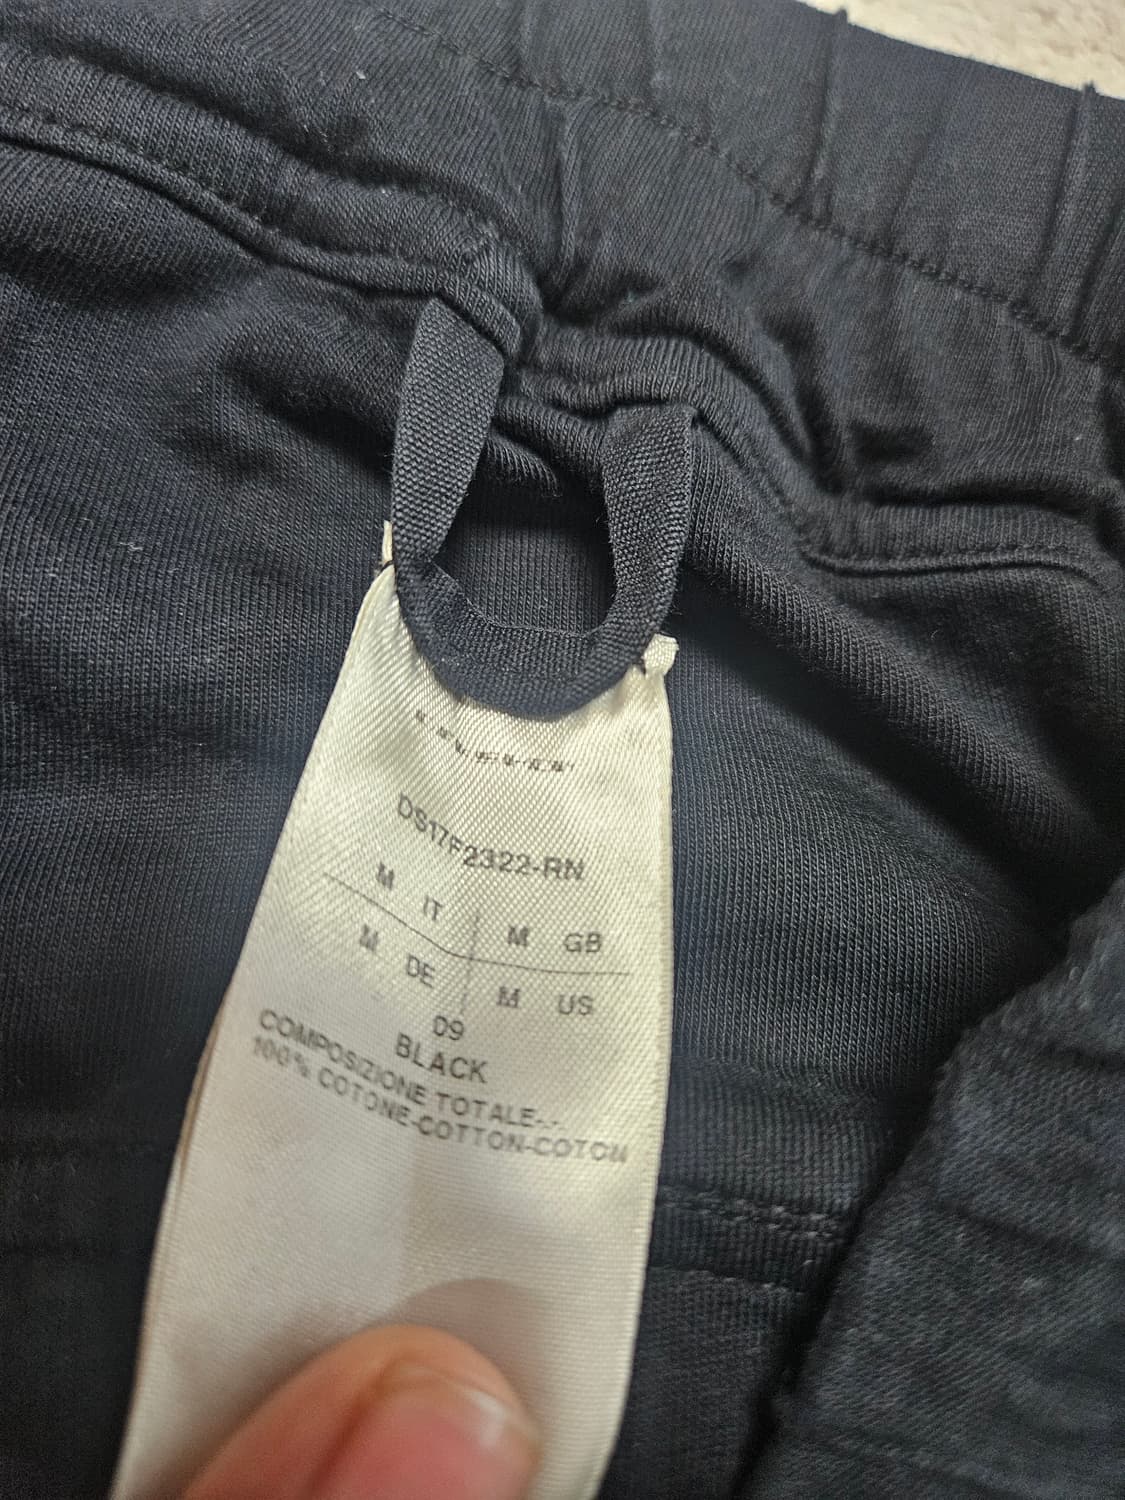 DS17F2322-RN
M IT M GB
M DE M US
09
BLACK
COMPOSIZIONE TOTALE-.-.
100% COTONE-COTTON-COTON